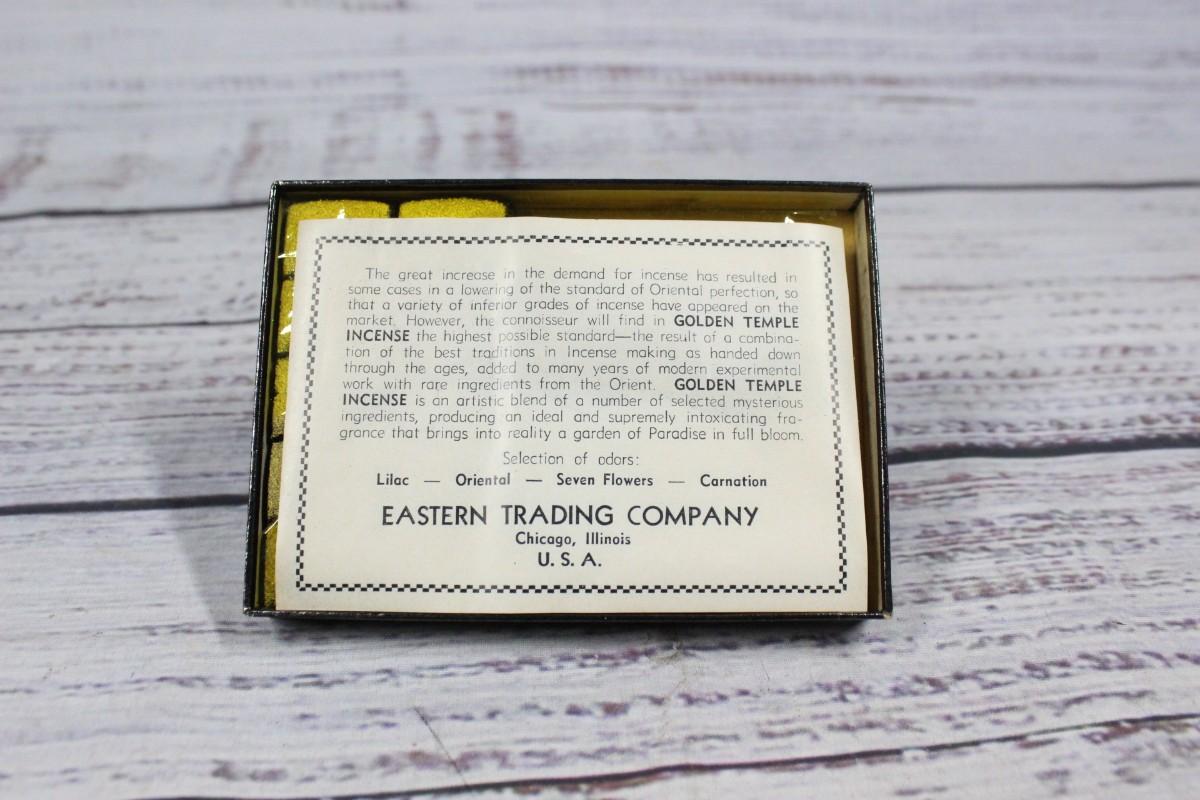 The great increase in the demand for incense has resulted in
some cases in a lowering of the standard of Oriental perfection, so
that a variety of inferior grades of incense have appeared on the
market. However, the connoisseur will find in GOLDEN TEMPLE
INCENSE the highest possible standard—the result of a combina-
tion of the best traditions in Incense making as handed down
through the ages, added to many years of modern experimental
work with rare ingredients from the Orient. GOLDEN TEMPLE
INCENSE is an artistic blend of a number of selected mysterious
ingredients, producing an ideal and supremely intoxicating fra-
grance that brings into reality a garden of Paradise in full bloom.
Selection of odors:
Lilac — Oriental — Seven Flowers — Carnation
EASTERN TRADING COMPANY
Chicago, Illinois
U. S. A.